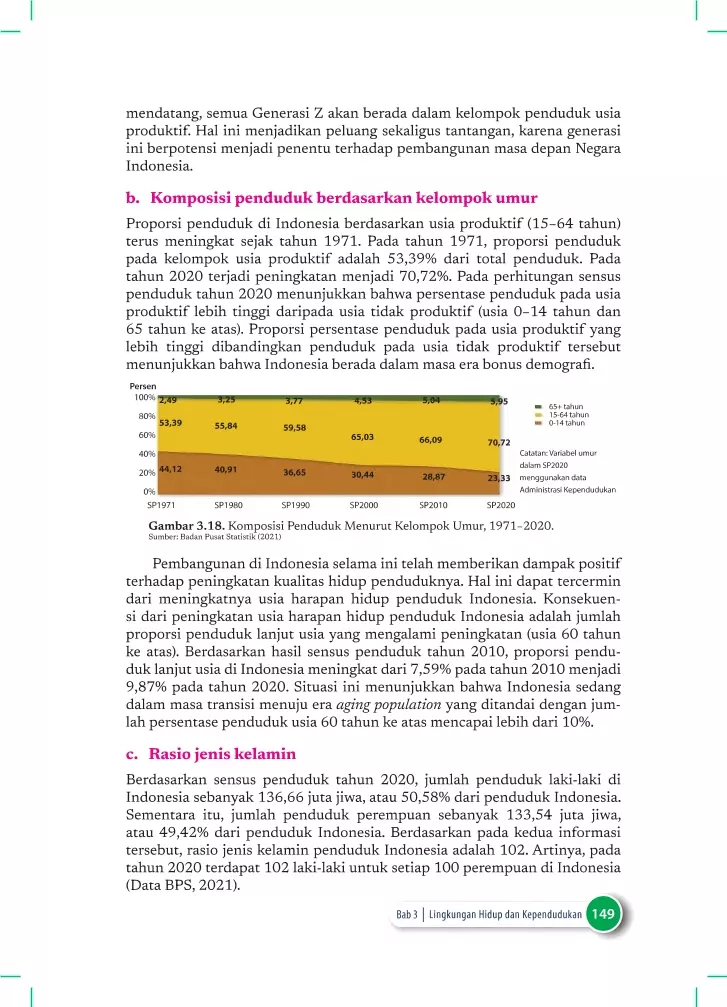 mendatang, semua Generasi Z akan berada dalam kelompok penduduk usia
produktif. Hal ini menjadikan peluang sekaligus tantangan, karena generasi
ini berpotensi menjadi penentu terhadap pembangunan masa depan Negara
Indonesia.
b. Komposisi penduduk berdasarkan kelompok umur
Proporsi penduduk di Indonesia berdasarkan usia produktif (15–64 tahun)
terus meningkat sejak tahun 1971. Pada tahun 1971, proporsi penduduk
pada kelompok usia produktif adalah 53,39% dari total penduduk. Pada
tahun 2020 terjadi peningkatan menjadi 70,72%. Pada perhitungan sensus
penduduk tahun 2020 menunjukkan bahwa persentase penduduk pada usia
produktif lebih tinggi daripada usia tidak produktif (usia 0–14 tahun dan
65 tahun ke atas). Proporsi persentase penduduk pada usia produktif yang
lebih tinggi dibandingkan penduduk pada usia tidak produktif tersebut
menunjukkan bahwa Indonesia berada dalam masa era bonus demografi.
Persen
100% 2,49 3,25 3,77 4,53 5,04 5,95
80%
53,39 55,84 59,58
60% 65,03 66,09 70,72
40%
20% 44,12 40,91 36,65 30,44 28,87 23,33
0%
SP1971 SP1980 SP1990 SP2000 SP2010 SP2020
65+ tahun
15-64 tahun
0-14 tahun
Catatan: Variabel umur
dalam SP2020
menggunakan data
Administrasi Kependudukan
Gambar 3.18. Komposisi Penduduk Menurut Kelompok Umur, 1971–2020.
Sumber: Badan Pusat Statistik (2021)
Pembangunan di Indonesia selama ini telah memberikan dampak positif
terhadap peningkatan kualitas hidup penduduknya. Hal ini dapat tercermin
dari meningkatnya usia harapan hidup penduduk Indonesia. Konsekuen-
si dari peningkatan usia harapan hidup penduduk Indonesia adalah jumlah
proporsi penduduk lanjut usia yang mengalami peningkatan (usia 60 tahun
ke atas). Berdasarkan hasil sensus penduduk tahun 2010, proporsi pendu-
duk lanjut usia di Indonesia meningkat dari 7,59% pada tahun 2010 menjadi
9,87% pada tahun 2020. Situasi ini menunjukkan bahwa Indonesia sedang
dalam masa transisi menuju era aging population yang ditandai dengan jum-
lah persentase penduduk usia 60 tahun ke atas mencapai lebih dari 10%.
c. Rasio jenis kelamin
Berdasarkan sensus penduduk tahun 2020, jumlah penduduk laki-laki di
Indonesia sebanyak 136,66 juta jiwa, atau 50,58% dari penduduk Indonesia.
Sementara itu, jumlah penduduk perempuan sebanyak 133,54 juta jiwa,
atau 49,42% dari penduduk Indonesia. Berdasarkan pada kedua informasi
tersebut, rasio jenis kelamin penduduk Indonesia adalah 102. Artinya, pada
tahun 2020 terdapat 102 laki-laki untuk setiap 100 perempuan di Indonesia
(Data BPS, 2021).
Bab 3 | Lingkungan Hidup dan Kependudukan 149